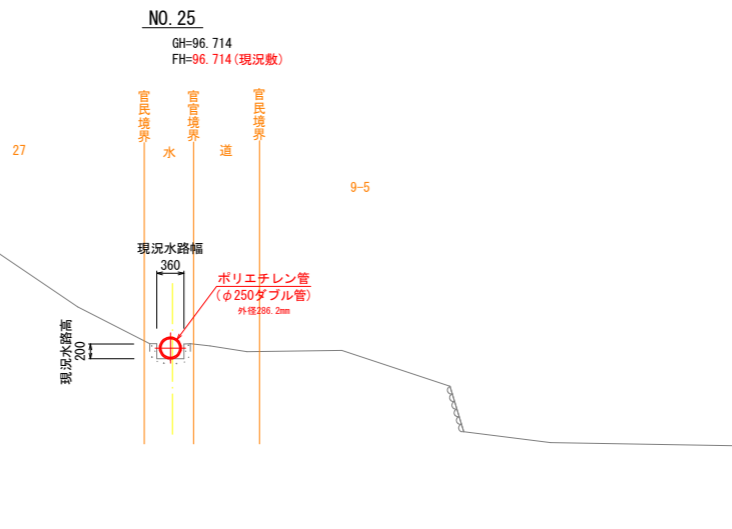 NO. 25
GH=96.714
FH=96.714(現況敷)
官民境界
官官境界
官民境界
27
水
道
9-5
現況水路幅
360
ポリエチレン管
(φ250ダブル管)
外径286.2mm
現況水路高
200